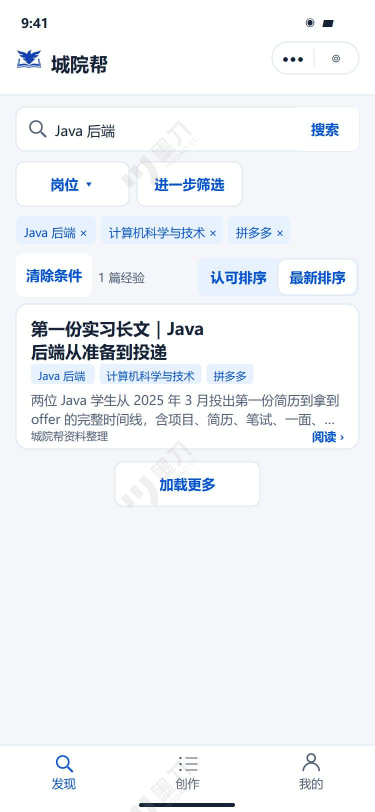 9:41
城院帮
Java 后端
搜索
岗位 ▼ 进一步筛选
Java 后端 × 计算机科学与技术 × 拼多多 ×
清除条件 1 篇经验 认可排序 最新排序
第一份实习长文｜Java
后端从准备到投递
Java 后端 计算机科学与技术 拼多多
两位 Java 学生从 2025 年 3 月投出第一份简历到拿到
offer 的完整时间线，含项目、简历、笔试、一面、…
城院帮资料整理 阅读 ›
加载更多
发现 创作 我的
墨刀
墨刀
墨刀